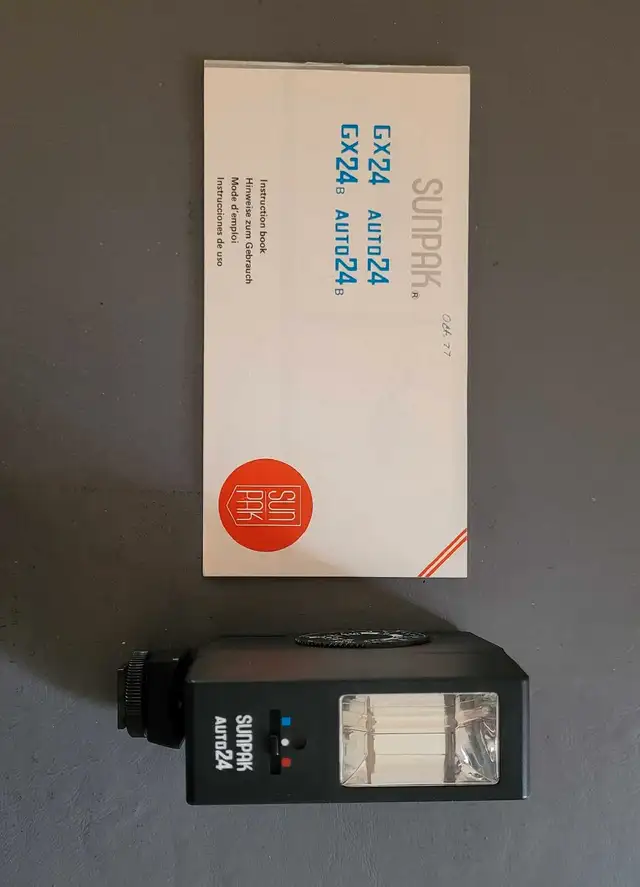 SUNPAK®
GX24 AUTO24
GX24B AUTO24B
Instruction book
Hinweise zum Gebrauch
Mode d'emploi
Instrucciones de uso
SUN
PAK
SUNPAK
AUTO24